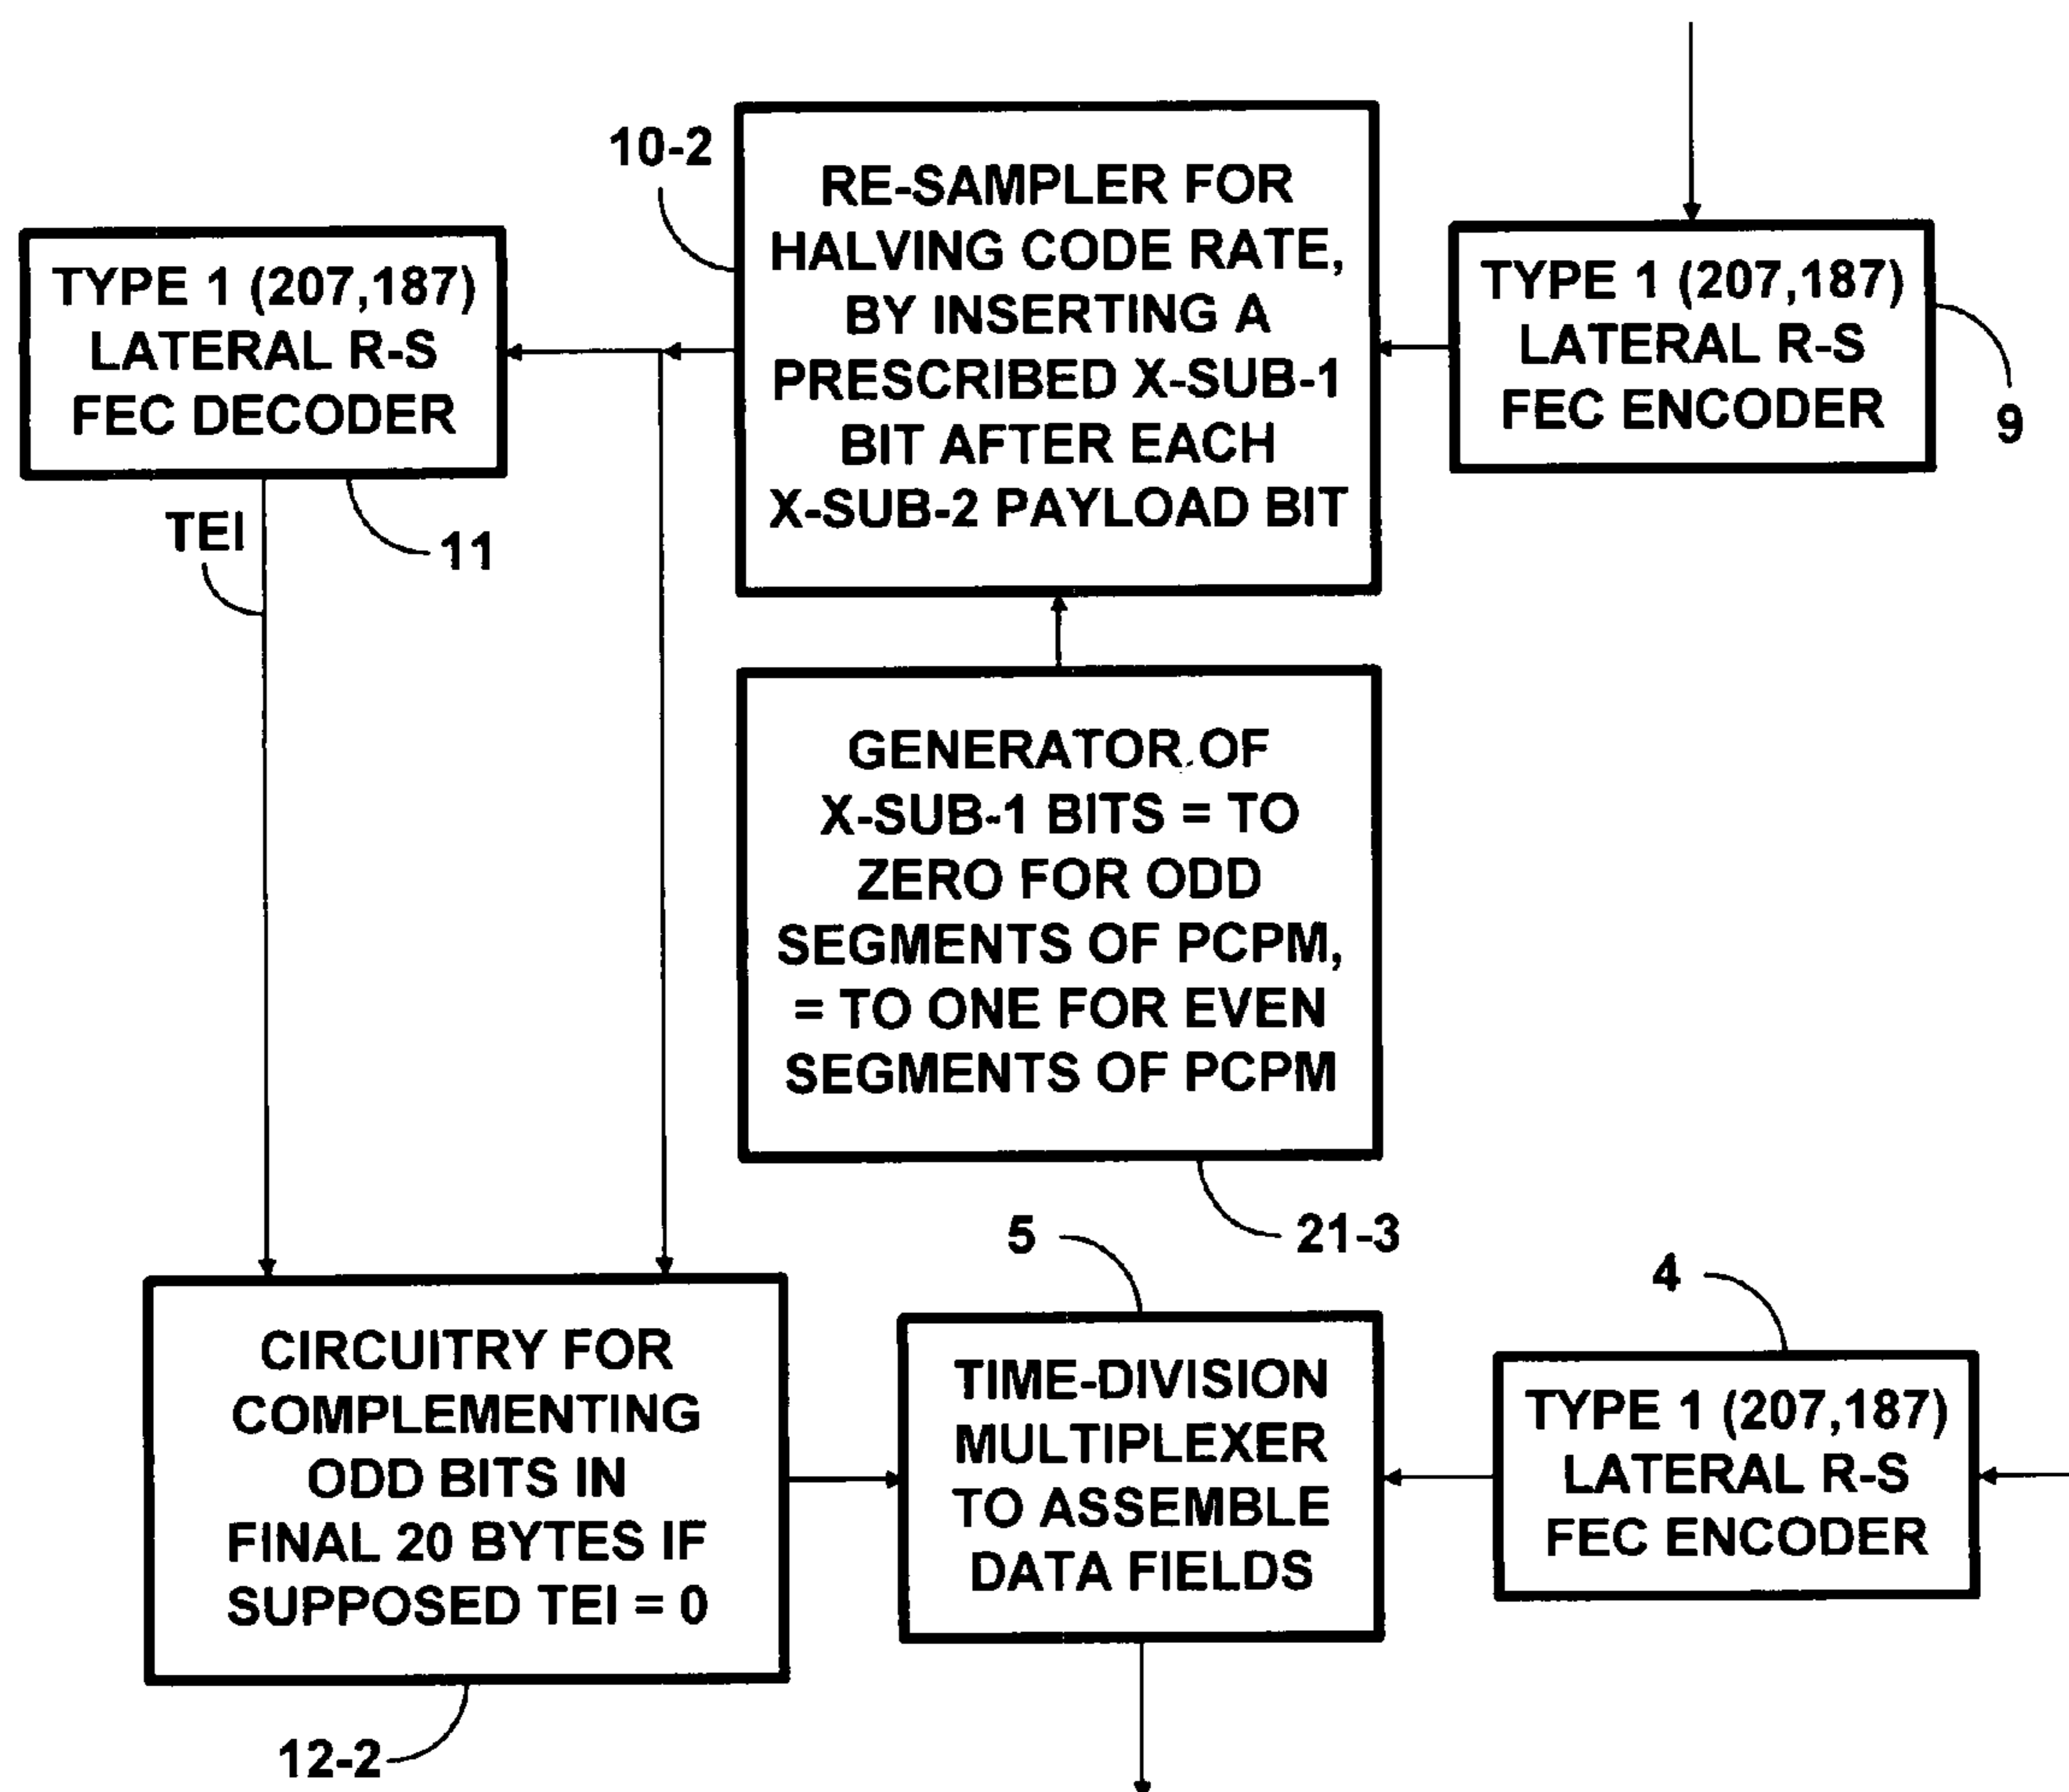 10-2
RE-SAMPLER FOR
HALVING CODE RATE,
BY INSERTING A
PRESCRIBED X-SUB-1
BIT AFTER EACH
X-SUB-2 PAYLOAD BIT
TYPE 1 (207,187)
LATERAL R-S
FEC DECODER
TYPE 1 (207,187)
LATERAL R-S
FEC ENCODER
9
TEI
11
GENERATOR OF
X-SUB-1 BITS = TO
ZERO FOR ODD
SEGMENTS OF PCPM,
= TO ONE FOR EVEN
SEGMENTS OF PCPM
21-3
5
4
CIRCUITRY FOR
COMPLEMENTING
ODD BITS IN
FINAL 20 BYTES IF
SUPPOSED TEI = 0
TIME-DIVISION
MULTIPLEXER
TO ASSEMBLE
DATA FIELDS
TYPE 1 (207,187)
LATERAL R-S
FEC ENCODER
12-2